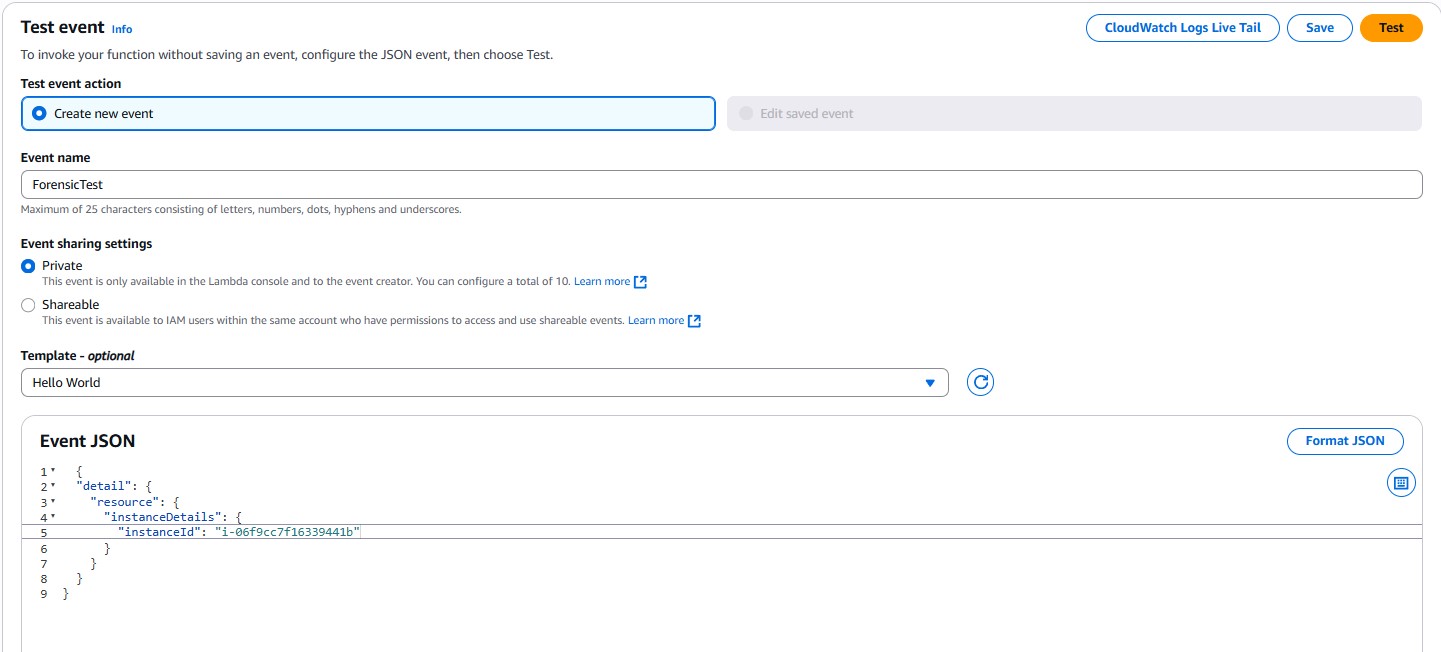 Test event Info
CloudWatch Logs Live Tail Save Test
To invoke your function without saving an event, configure the JSON event, then choose Test.
Test event action
Create new event
Edit saved event
Event name
ForensicTest
Maximum of 25 characters consisting of letters, numbers, dots, hyphens and underscores.
Event sharing settings
Private
This event is only available in the Lambda console and to the event creator. You can configure a total of 10. Learn more
Shareable
This event is available to IAM users within the same account who have permissions to access and use shareable events. Learn more
Template - optional
Hello World
Event JSON
Format JSON
1 {
2 "detail": {
3 "resource": {
4 "instanceDetails": {
5 "instanceId": "i-06f9cc7f16339441b"
6 }
7 }
8 }
9 }